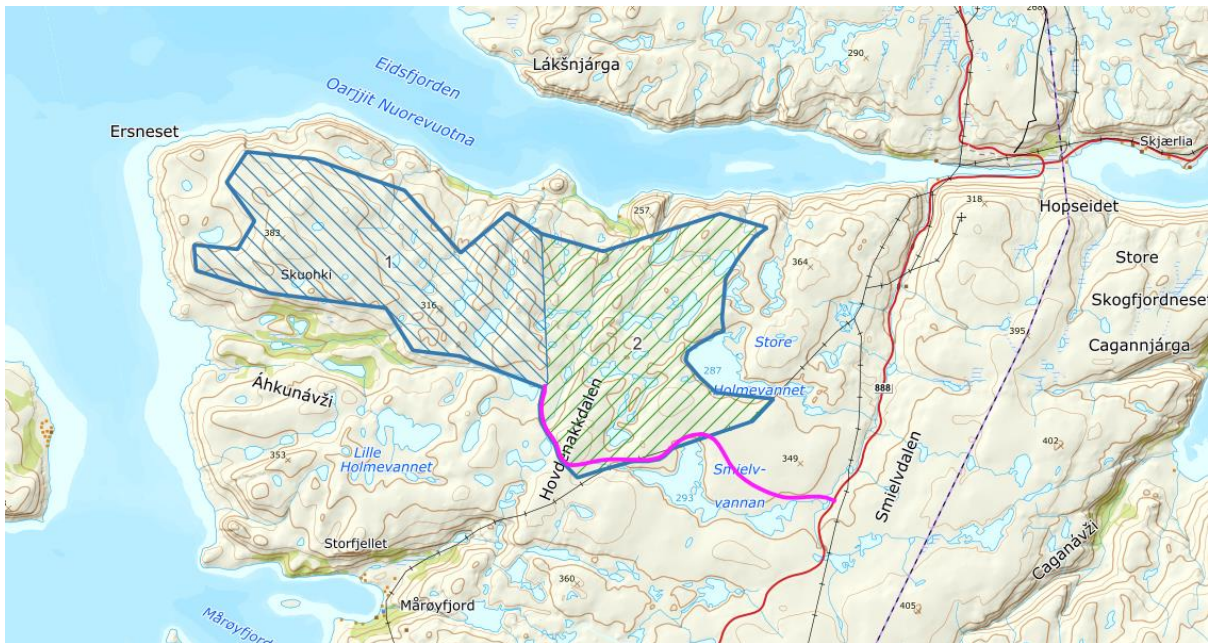 268
290
Lákšnjárga
Eidsfjorden
Oarjjit Nuorevuotna
Ersneset
Skjærlia
257
318
Hopseidet
383
1
Skuohki
364
Store
316
Skogfjordneset
395
2
Store
Cagannjárga
287
Holmevannet
888
Áhkunávži
Hovdenakkdalen
402
353
Lille
Holmevannet
349
Smielv-
vannan
293
Smielvdalen
Storfjellet
Caganávži
360
405
Mårøyfjord
Mårøyfjord